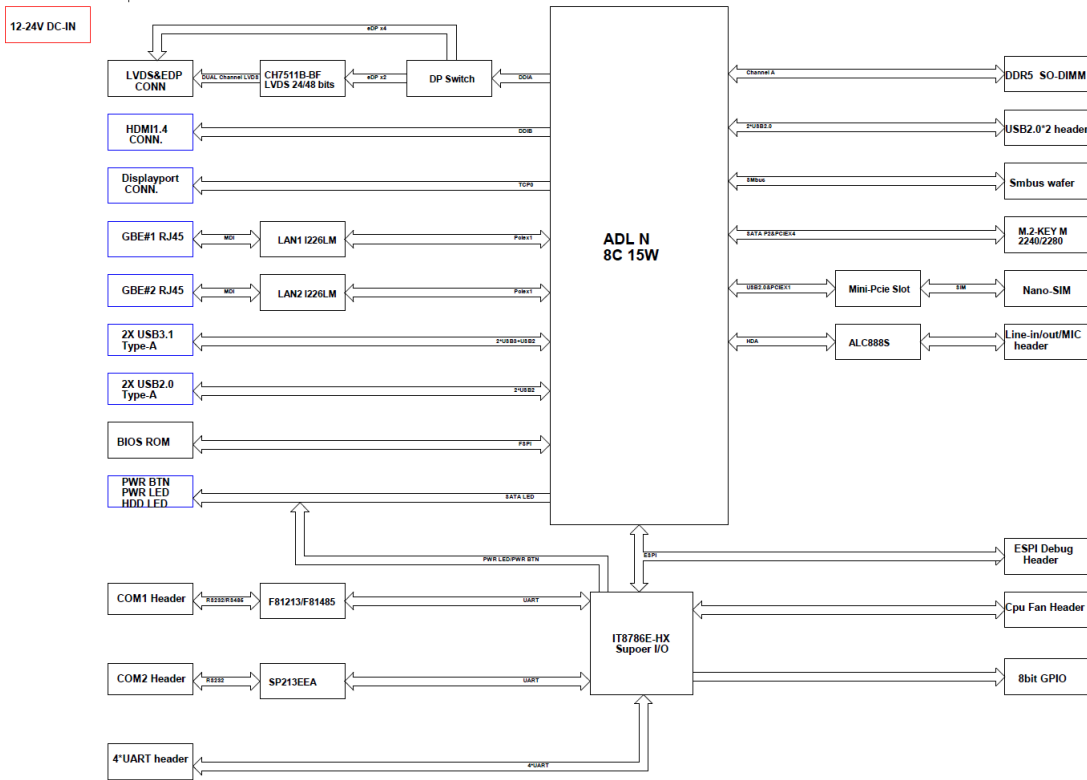 12-24V DC-IN
eDP x4
LVDS&EDP
CONN
DUAL Channel LVDS
CH7511B-BF
LVDS 24/48 bits
eDP x2
DP Switch
DDIA
HDMI1.4
CONN.
DDIB
Displayport
CONN.
TCP0
GBE#1 RJ45
MDI
LAN1 I226LM
PCIex1
GBE#2 RJ45
MDI
LAN2 I226LM
PCIex1
2X USB3.1
Type-A
2*USB3+USB2
2X USB2.0
Type-A
2*USB2
BIOS ROM
FSPI
PWR BTN
PWR LED
HDD LED
SATA LED
ADL N
8C 15W
Channel A
DDR5 SO-DIMM
2*USB2.0
USB2.0*2 header
SMbus
Smbus wafer
SATA P2&PCIEX4
M.2-KEY M
2240/2280
USB2.0&PCIEX1
Mini-Pcie Slot
SIM
Nano-SIM
HDA
ALC888S
Line-in/out/MIC
header
PWR LED/PWR BTN
ESPI
ESPI Debug
Header
COM1 Header
RS232/RS485
F81213/F81485
UART
IT8786E-HX
Supoer I/O
Cpu Fan Header
COM2 Header
RS232
SP213EEA
UART
8bit GPIO
4*UART header
4*UART